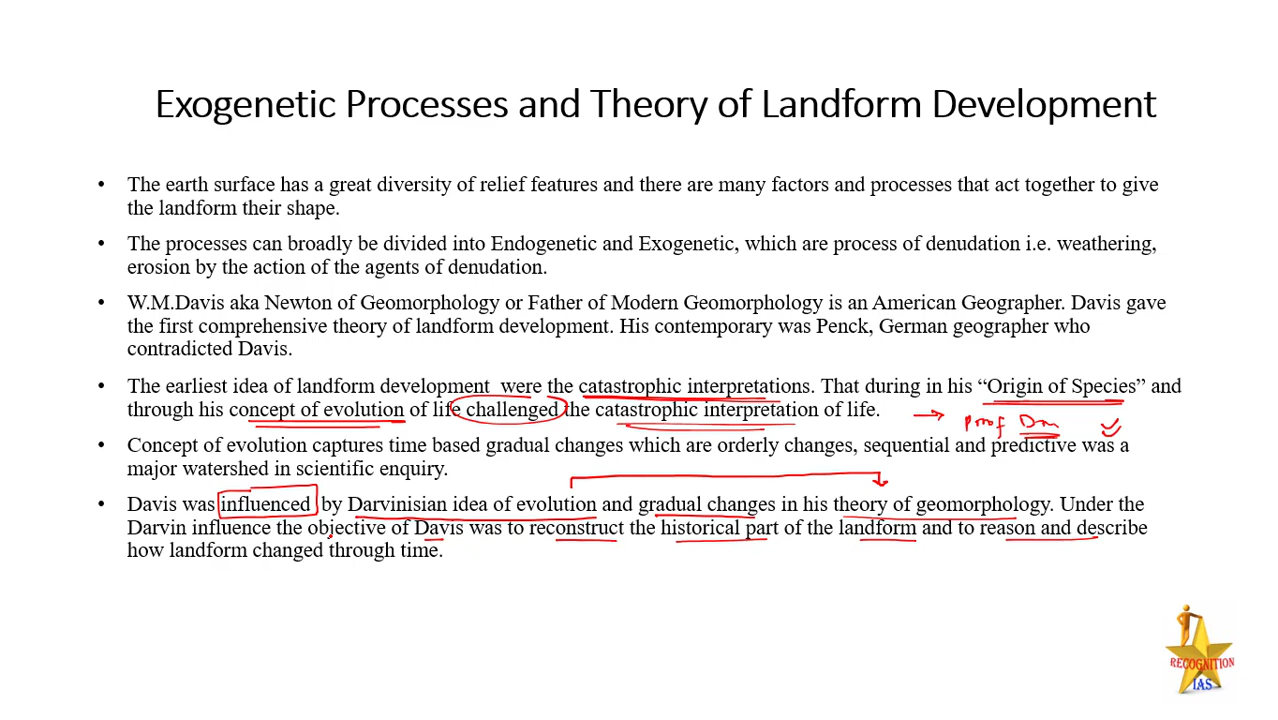 Exogenetic Processes and Theory of Landform Development
• The earth surface has a great diversity of relief features and there are many factors and processes that act together to give
the landform their shape.
• The processes can broadly be divided into Endogenetic and Exogenetic, which are process of denudation i.e. weathering,
erosion by the action of the agents of denudation.
• W.M.Davis aka Newton of Geomorphology or Father of Modern Geomorphology is an American Geographer. Davis gave
the first comprehensive theory of landform development. His contemporary was Penck, German geographer who
contradicted Davis.
• The earliest idea of landform development were the catastrophic interpretations. That during in his “Origin of Species” and
through his concept of evolution of life challenged the catastrophic interpretation of life.
→ Prof
• Concept of evolution captures time based gradual changes which are orderly changes, sequential and predictive was a
major watershed in scientific enquiry.
• Davis was influenced by Darvinisian idea of evolution and gradual changes in his theory of geomorphology. Under the
Darvin influence the objective of Davis was to reconstruct the historical part of the landform and to reason and describe
how landform changed through time.
RECOGNITION
IAS